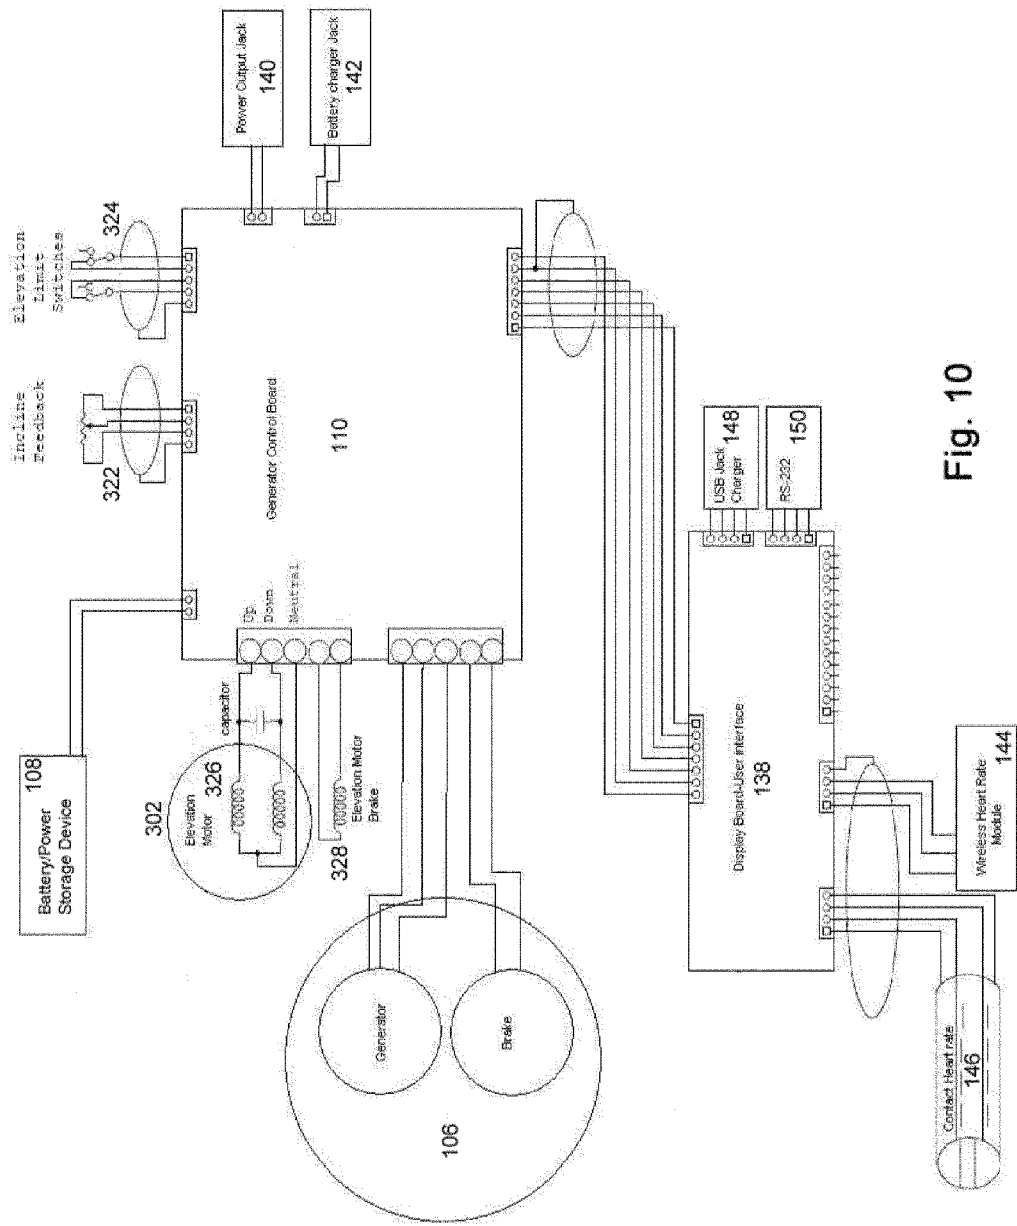 Battery/Power
Storage Device
108
Incline
Feedback
322
Elevation
Limit
Switches
324
Power Output Jack
140
Battery charger Jack
142
302
Elevation
Motor
326
capacitor
Up
Down
Neutral
Elevation Motor
Brake
328
Generator Control Board
110
Generator
Brake
106
Display Board-User interface
138
USB Jack
Charger
148
RS-232
150
Contact Heart rate
146
Wireless Heart Rate
Module
144
Fig. 10